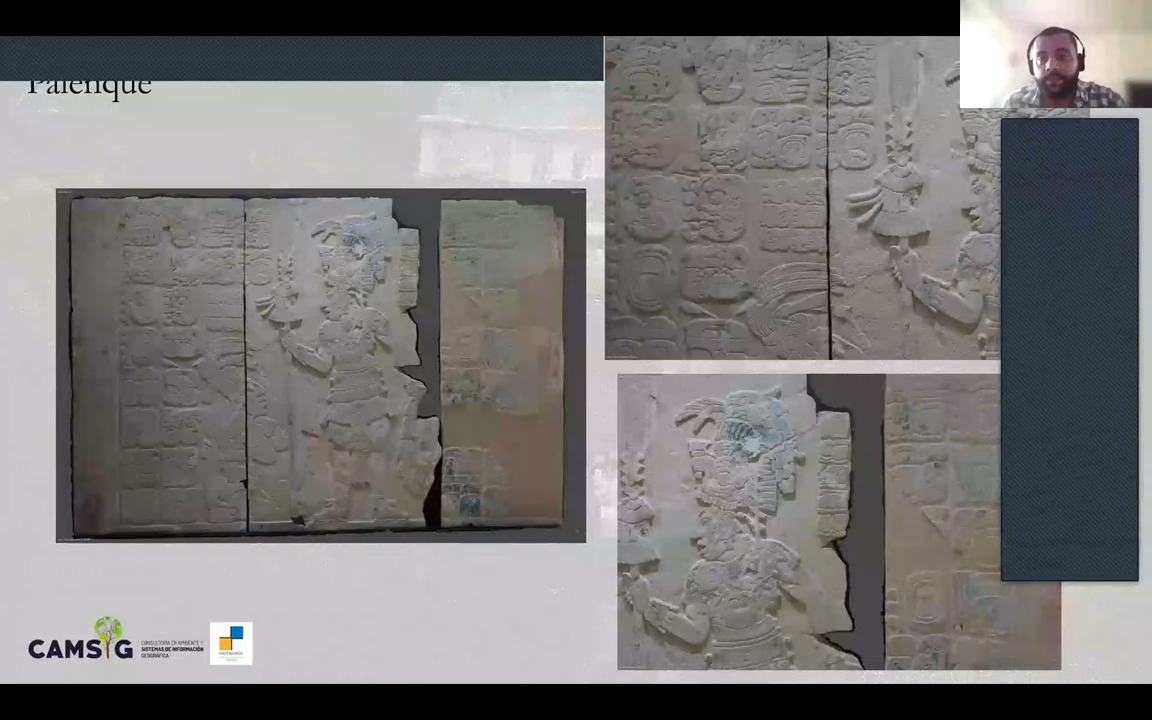 Palenque
CAMSIG
CONSULTORÍA EN AMBIENTE Y
SISTEMAS DE INFORMACIÓN
GEOGRÁFICA